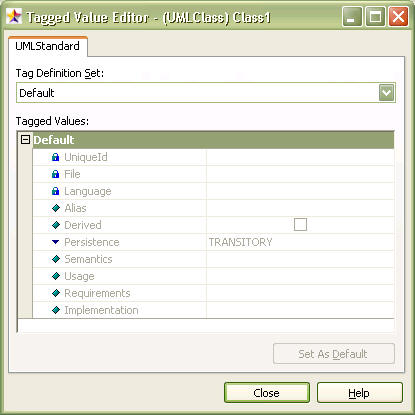 Tagged Value Editor - (UMLClass) Class1
UMLStandard
Tag Definition Set:
Default
Tagged Values:
Default
UniqueId
File
Language
Alias
Derived
Persistence TRANSITORY
Semantics
Usage
Requirements
Implementation
Set As Default
Close Help